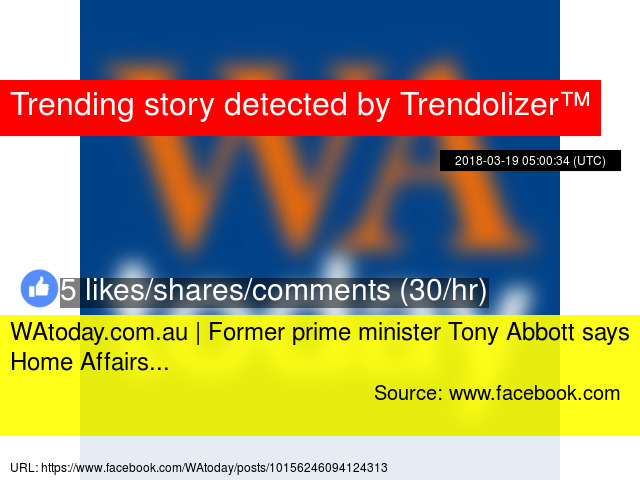 WA
today
Trending story detected by Trendolizer™
2018-03-19 05:00:34 (UTC)
5 likes/shares/comments (30/hr)
WAtoday.com.au | Former prime minister Tony Abbott says
Home Affairs...
Source: www.facebook.com
URL: https://www.facebook.com/WAtoday/posts/10156246094124313